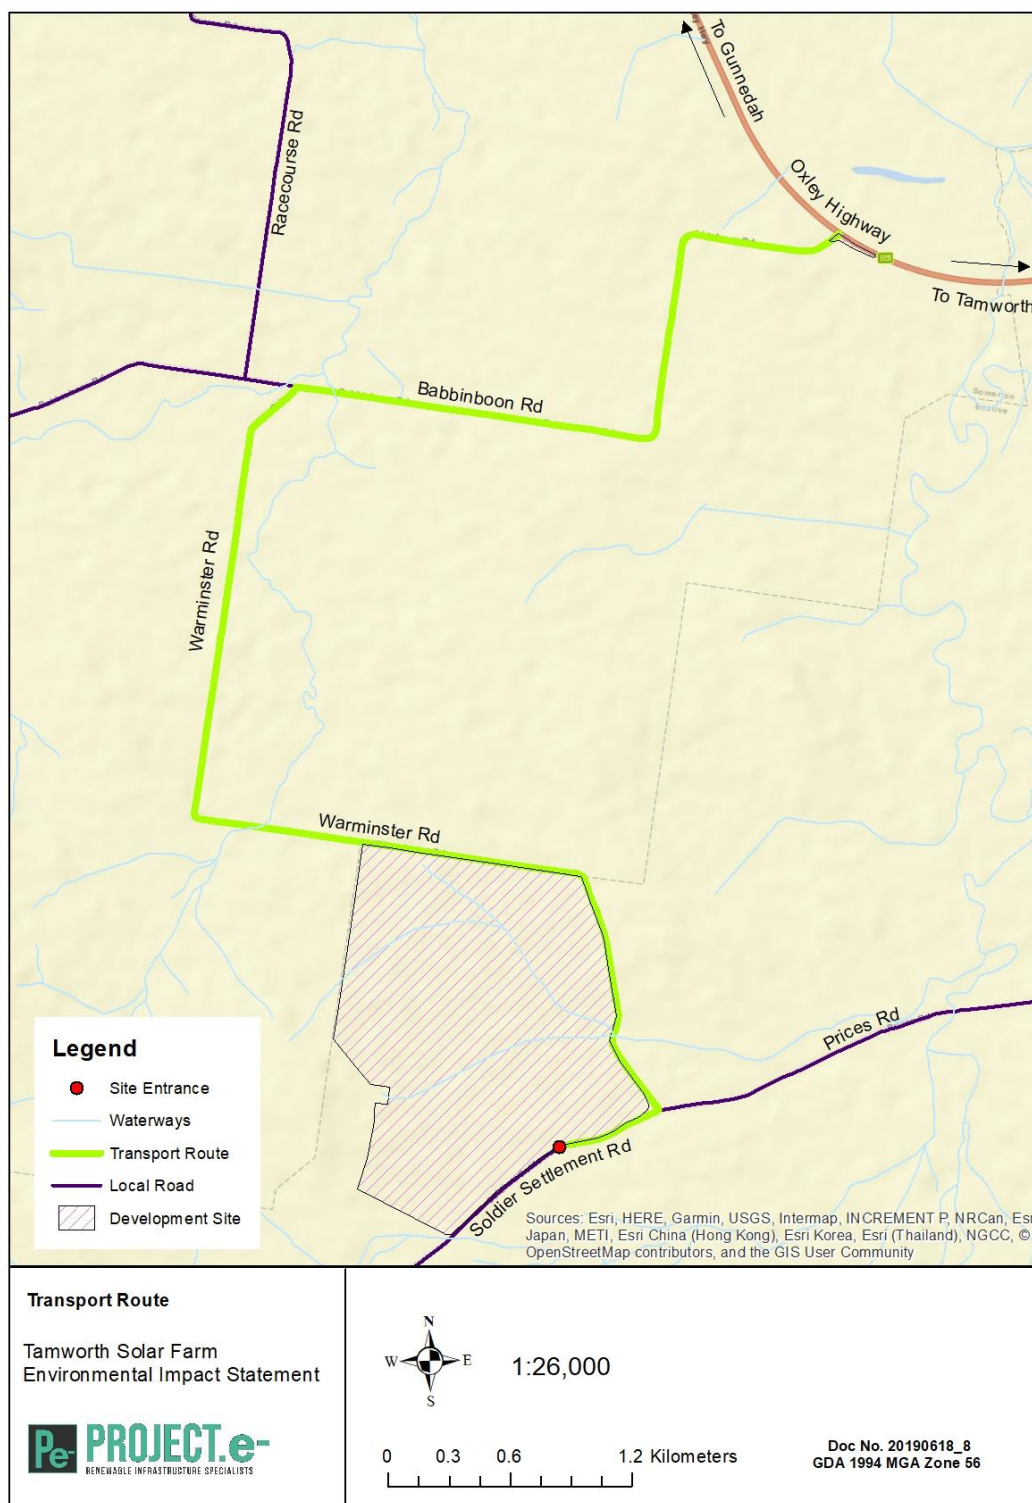 To Gunnedah
Oxley Highway
To Tamworth
Racecourse Rd
Babbinboon Rd
Warminster Rd
Warminster Rd
Prices Rd
Soldier Settlement Rd
Legend
Site Entrance
Waterways
Transport Route
Local Road
Development Site
Sources: Esri, HERE, Garmin, USGS, Intermap, INCREMENT P, NRCan, Esri
Japan, METI, Esri China (Hong Kong), Esri Korea, Esri (Thailand), NGCC, ©
OpenStreetMap contributors, and the GIS User Community
Transport Route
Tamworth Solar Farm
Environmental Impact Statement
Pe-
PROJECT.e-
RENEWABLE INFRASTRUCTURE SPECIALISTS
N
W E
S
1:26,000
0 0.3 0.6 1.2 Kilometers
Doc No. 20190618_8
GDA 1994 MGA Zone 56